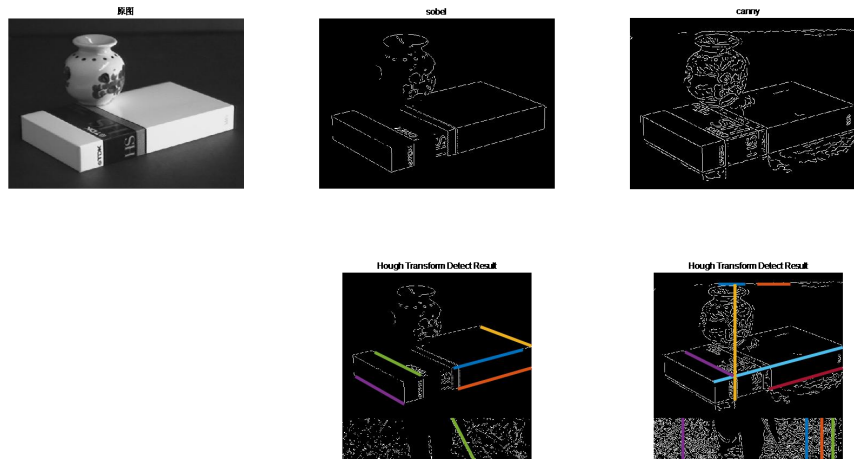 原图
sobel
canny
Hough Transform Detect Result
Hough Transform Detect Result